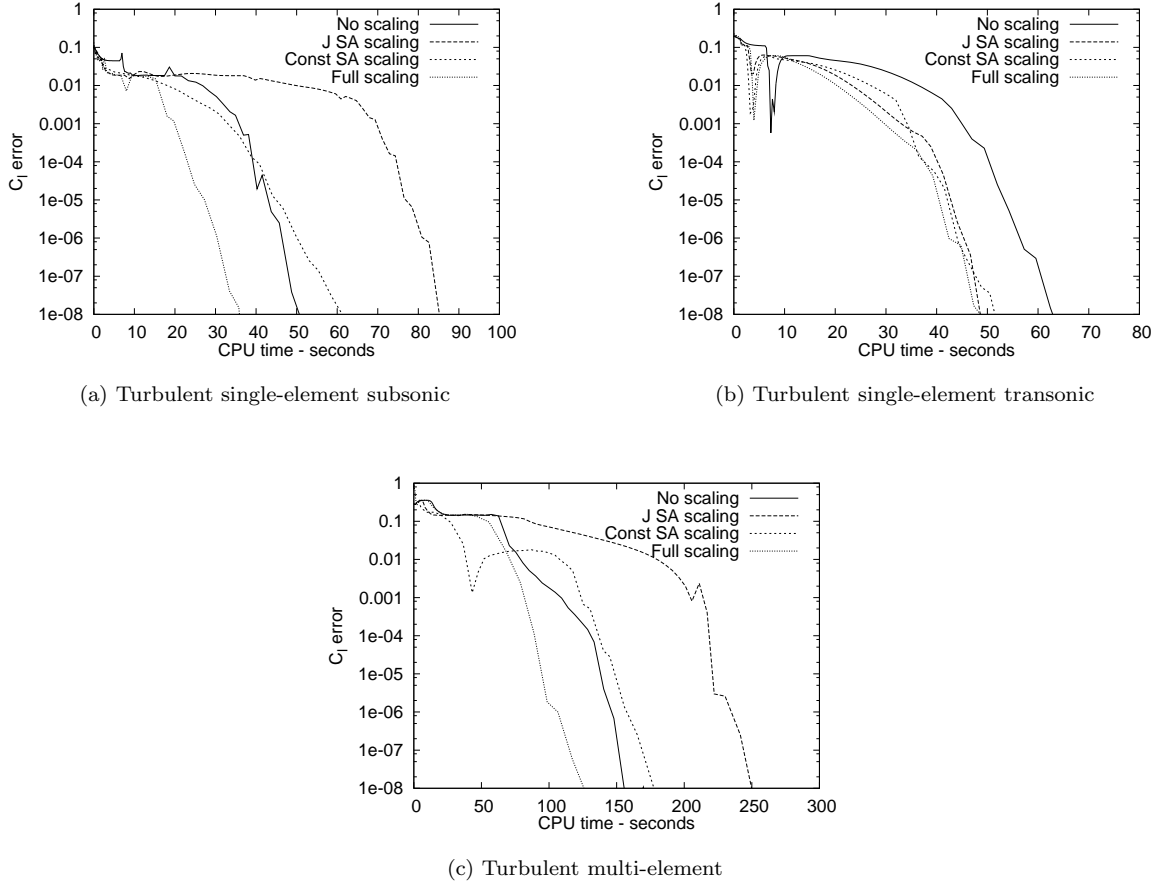 1
0.1
0.01
0.001
1e-04
1e-05
1e-06
1e-07
1e-08
C_l error
No scaling
J SA scaling
Const SA scaling
Full scaling
0 10 20 30 40 50 60 70 80 90 100
CPU time - seconds
(a) Turbulent single-element subsonic
1
0.1
0.01
0.001
1e-04
1e-05
1e-06
1e-07
1e-08
C_l error
No scaling
J SA scaling
Const SA scaling
Full scaling
0 10 20 30 40 50 60 70 80
CPU time - seconds
(b) Turbulent single-element transonic
1
0.1
0.01
0.001
1e-04
1e-05
1e-06
1e-07
1e-08
C_l error
No scaling
J SA scaling
Const SA scaling
Full scaling
0 50 100 150 200 250 300
CPU time - seconds
(c) Turbulent multi-element